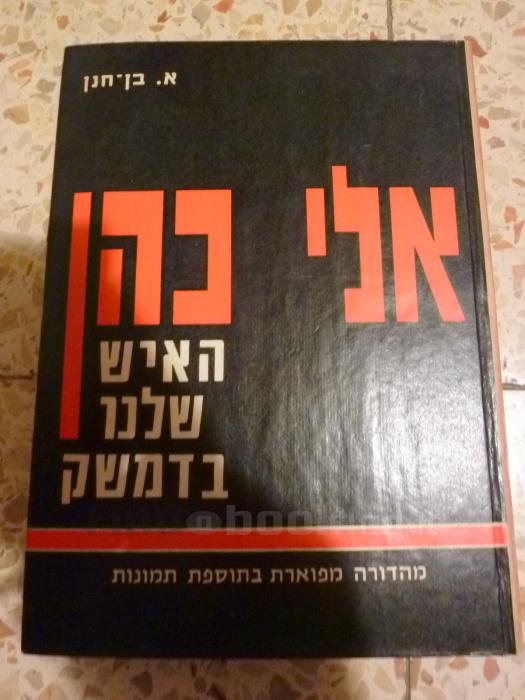 א. בן־חנן
אלי כהן
האיש
שלנו
בדמשק
מהדורה מפוארת בתוספת תמונות